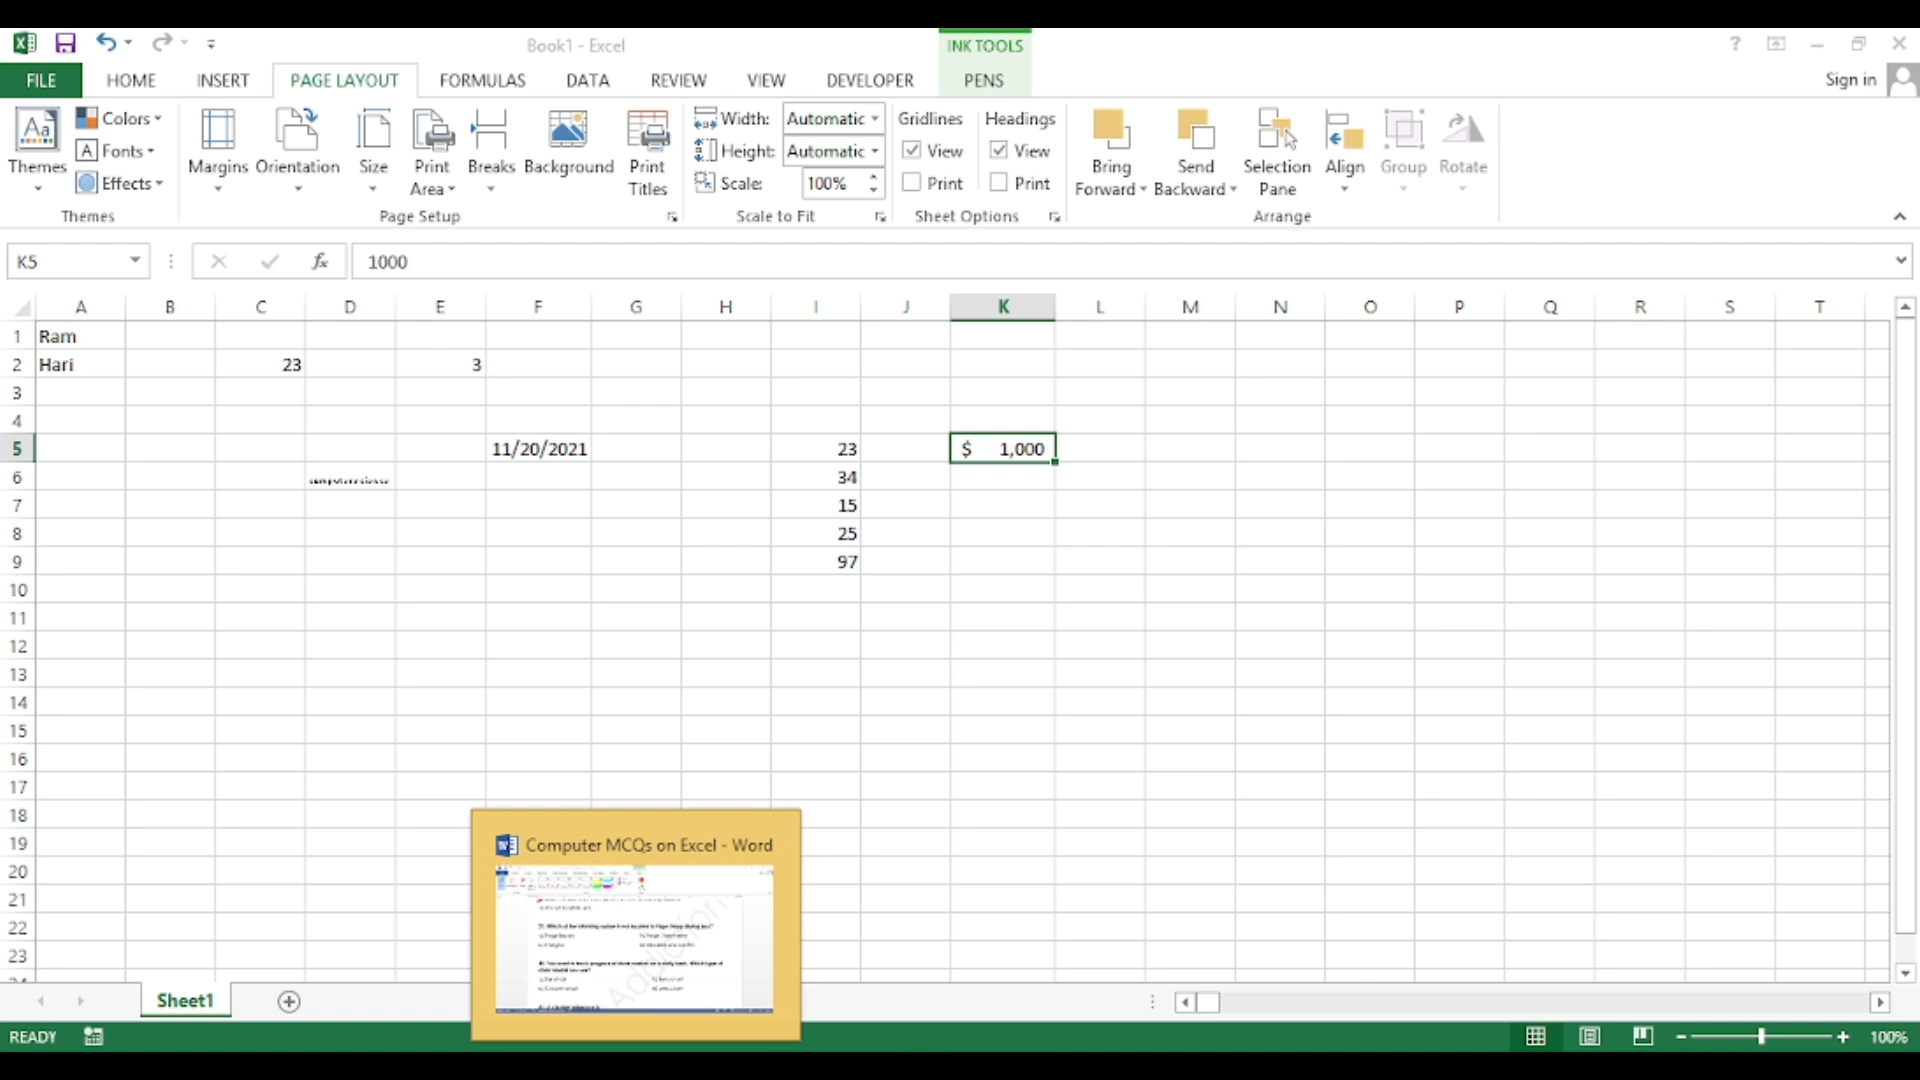 Book1 - Excel
INK TOOLS
?
FILE HOME INSERT PAGE LAYOUT FORMULAS DATA REVIEW VIEW DEVELOPER PENS
Sign in
Themes
Colors
Fonts
Effects
Themes
Margins
Orientation
Size
Print Area
Breaks
Background
Print Titles
Page Setup
Width: Automatic
Height: Automatic
Scale: 100%
Scale to Fit
Gridlines
View
Print
Headings
View
Print
Sheet Options
Bring Forward
Send Backward
Selection Pane
Align
Group
Rotate
Arrange
K5 fx 1000
A B C D E F G H I J K L M N O P Q R S T
1 Ram
2 Hari 23 3
3
4
5 11/20/2021 23 $ 1,000
6 34
7 15
8 25
9 97
10
11
12
13
14
15
16
17
18
19
20
21
22
23
Computer MCQs on Excel - Word
Sheet1
READY
100%